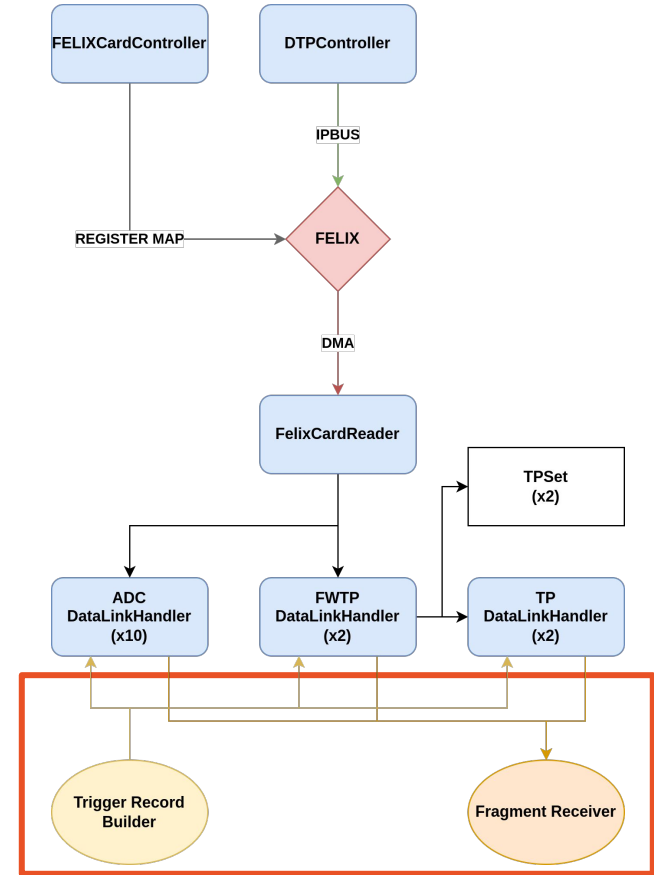 FELIXCardController
DTPController
IPBUS
REGISTER MAP
FELIX
DMA
FelixCardReader
TPSet
(x2)
ADC
DataLinkHandler
(x10)
FWTP
DataLinkHandler
(x2)
TP
DataLinkHandler
(x2)
Trigger Record
Builder
Fragment Receiver